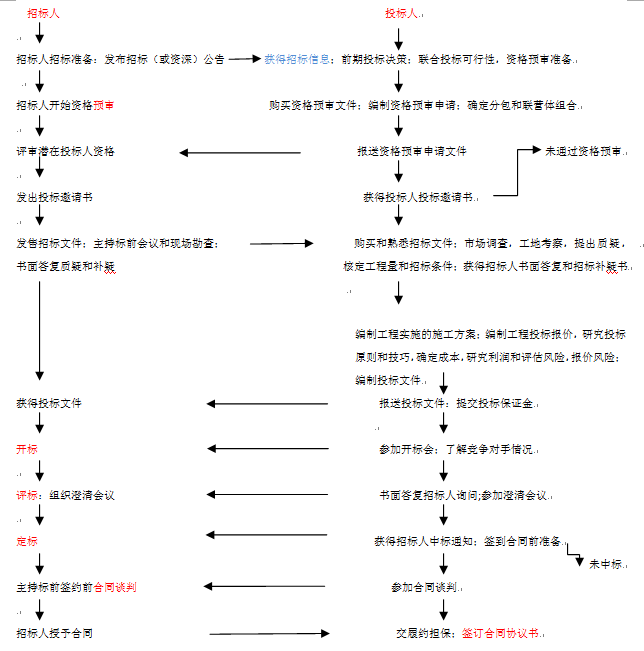 招标人 投标人
招标人招标准备：发布招标（或资深）公告 获得招标信息；前期投标决策；联合投标可行性，资格预审准备
招标人开始资格预审 购买资格预审文件；编制资格预审申请；确定分包和联营体组合
评审潜在投标人资格 报送资格预审申请文件 未通过资格预审
发出投标邀请书 获得投标人投标邀请书
发售招标文件；主持标前会议和现场勘查； 购买和熟悉招标文件；市场调查，工地考察，提出质疑，
书面答复质疑和补疑 核定工程量和招标条件；获得招标人书面答复和招标补疑书
编制工程实施的施工方案；编制工程投标报价，研究投标
原则和技巧，确定成本，研究利润和评估风险，报价风险；
编制投标文件
获得投标文件 报送投标文件；提交投标保证金
开标 参加开标会；了解竞争对手情况
评标：组织澄清会议 书面答复招标人询问;参加澄清会议
定标 获得招标人中标通知；签到合同前准备
未中标
主持标前签约前合同谈判 参加合同谈判
招标人授予合同 交履约担保；签订合同协议书